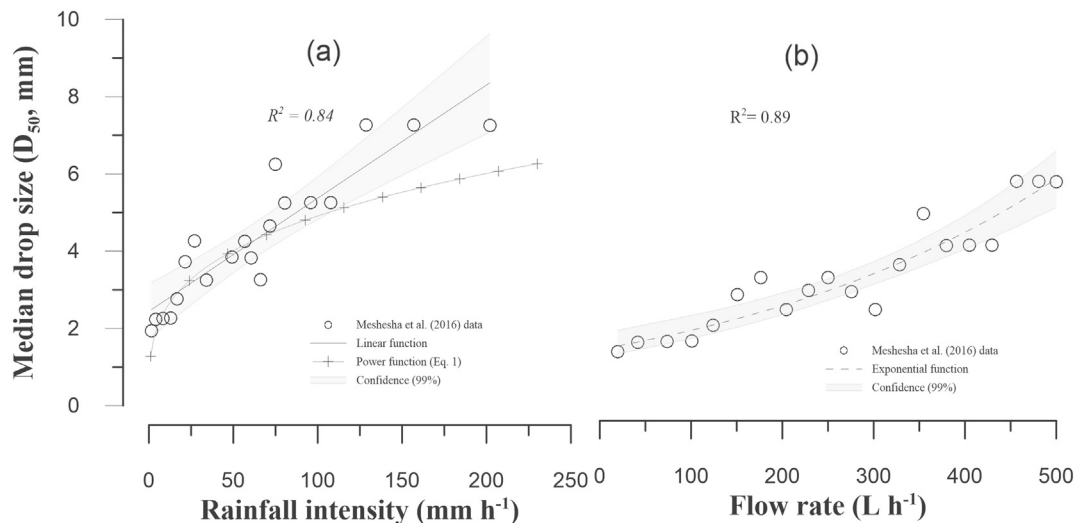 10
8
6
4
2
0
Median drop size (D50, mm)
(a)
R² = 0.84
Meshesha et al. (2016) data
Linear function
Power function (Eq. 1)
Confidence (99%)
0 50 100 150 200 250
Rainfall intensity (mm h⁻¹)
(b)
R²= 0.89
Meshesha et al. (2016) data
Exponential function
Confidence (99%)
0 100 200 300 400 500
Flow rate (L h⁻¹)